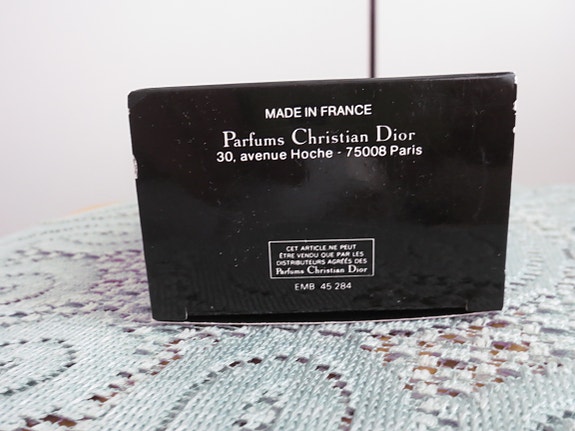 MADE IN FRANCE
Parfums Christian Dior
30, avenue Hoche - 75008 Paris
CET ARTICLE NE PEUT
ÊTRE VENDU QUE PAR LES
DISTRIBUTEURS AGRÉÉS DES
Parfums Christian Dior
EMB 45 284